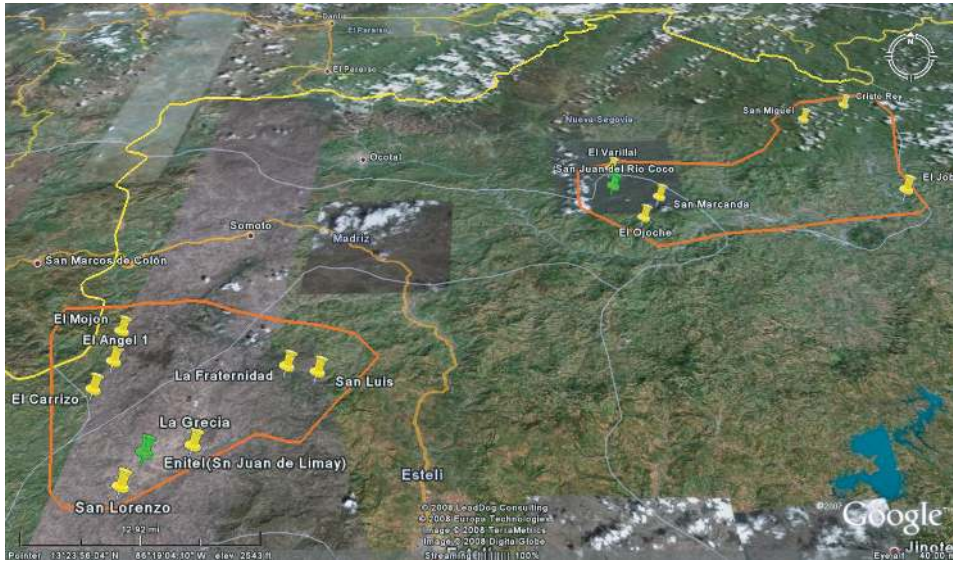 Danlí
El Paraiso
El Paraiso
N
San Miguel
Cristo Rey
Nueva Segovia
Ocotal
El Varillal
San Juan del Rio Coco
El Job
San Marcanda
El Ojoche
Somoto
Madriz
San Marcos de Colón
El Mojon
El Angel 1
La Fraternidad
San Luis
El Carrizo
La Grecia
Enitel(Sn Juan de Limay)
Esteli
San Lorenzo
12.92 mi
© 2008 LeadDog Consulting
© 2008 Europa Technologies
Image © 2008 TerraMetrics
Image © 2008 Digital Globe
©2007 Google
Jinote
Pointer 13°23'56.04" N 86°19'04.10" W elev 2543 ft
Streaming |||||||||| 100%
Eye alt 40.00 m